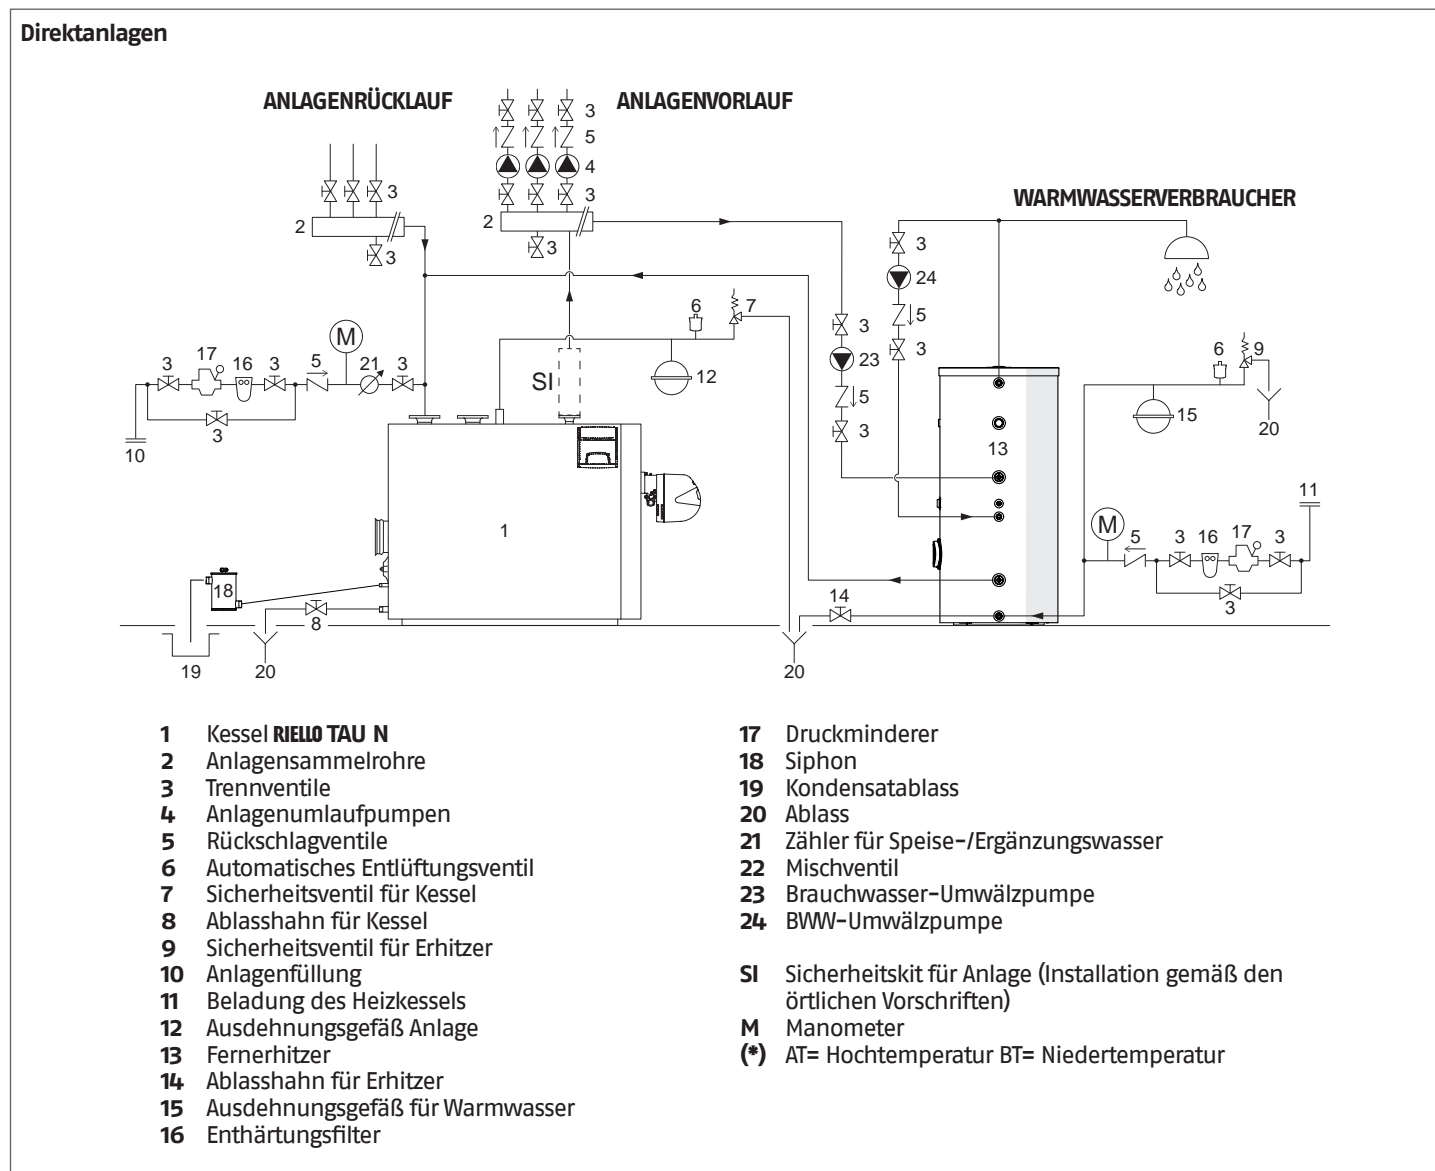 Direktanlagen
ANLAGENRÜCKLAUF
ANLAGENVORLAUF
3
5
4
3
3
2
2
3
3
WARMWASSERVERBRAUCHER
3
24
5
3
6
7
M
3
17
16
3
5
21
3
3
10
SI
12
3
23
5
3
6
9
15
20
13
11
1
M
5
3
16
17
3
3
18
8
14
19
20
20
1 Kessel RIELLO TAU N
2 Anlagensammelrohre
3 Trennventile
4 Anlagenumlaufpumpen
5 Rückschlagventile
6 Automatisches Entlüftungsventil
7 Sicherheitsventil für Kessel
8 Ablasshahn für Kessel
9 Sicherheitsventil für Erhitzer
10 Anlagenfüllung
11 Beladung des Heizkessels
12 Ausdehnungsgefäß Anlage
13 Fernerhitzer
14 Ablasshahn für Erhitzer
15 Ausdehnungsgefäß für Warmwasser
16 Enthärtungsfilter
17 Druckminderer
18 Siphon
19 Kondensatablass
20 Ablass
21 Zähler für Speise-/Ergänzungswasser
22 Mischventil
23 Brauchwasser-Umwälzpumpe
24 BWW-Umwälzpumpe
SI Sicherheitskit für Anlage (Installation gemäß den
örtlichen Vorschriften)
M Manometer
(*) AT= Hochtemperatur BT= Niedertemperatur